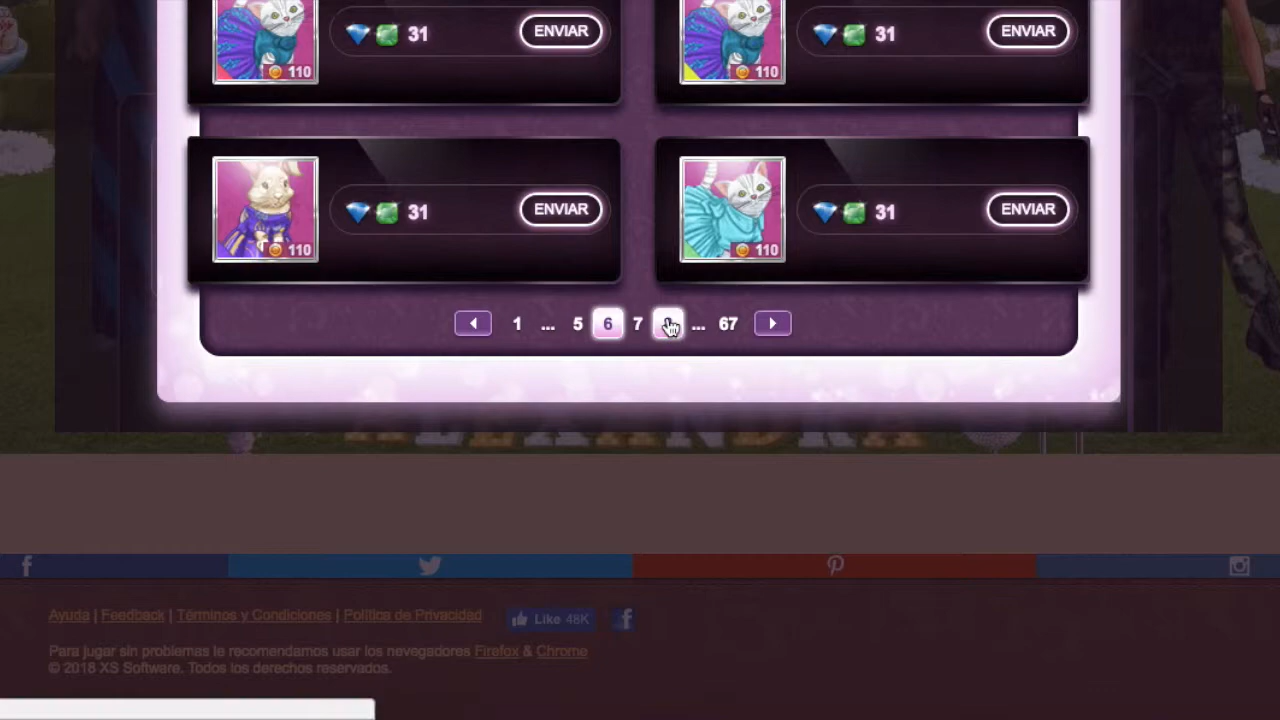 31 ENVIAR 31 ENVIAR
110 110
31 ENVIAR 31 ENVIAR
110 110
1 ... 5 6 7 ... 67
ALEXANDRA
Ayuda | Feedback | Términos y Condiciones | Política de Privacidad Like 48K
Para jugar sin problemas le recomendamos usar los nevegadores Firefox & Chrome
© 2018 XS Software. Todos los derechos reservados.